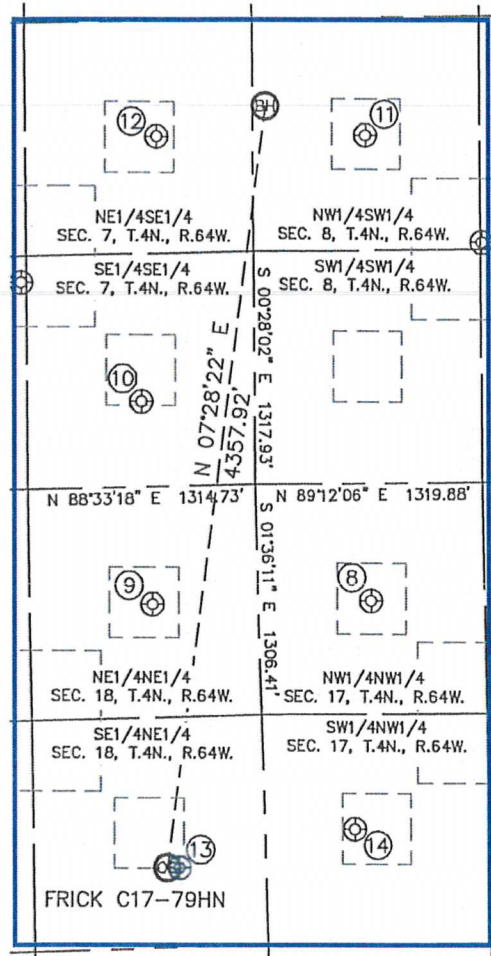 BH
12
11
NE1/4SE1/4
SEC. 7, T.4N., R.64W.
NW1/4SW1/4
SEC. 8, T.4N., R.64W.
SE1/4SE1/4
SEC. 7, T.4N., R.64W.
SW1/4SW1/4
SEC. 8, T.4N., R.64W.
S 00°28'02" E 1317.93'
10
N 07°28'22" E
4357.92'
N 88°33'18" E 1314.73'
N 89°12'06" E 1319.88'
S 01°36'11" E 1306.41'
9
8
NE1/4NE1/4
SEC. 18, T.4N., R.64W.
NW1/4NW1/4
SEC. 17, T.4N., R.64W.
SE1/4NE1/4
SEC. 18, T.4N., R.64W.
SW1/4NW1/4
SEC. 17, T.4N., R.64W.
13
14
FRICK C17-79HN